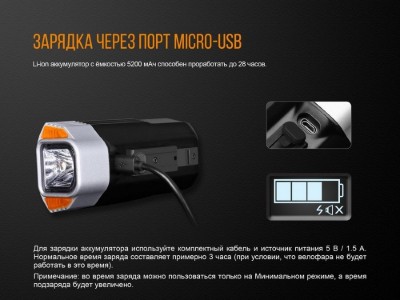 ЗАРЯДКА ЧЕРЕЗ ПОРТ MICRO-USB
Li-ion аккумулятор с ёмкостью 5200 мАч способен проработать до 28 часов.
Для зарядки аккумулятора используйте комплектный кабель и источник питания 5 В / 1.5 А.
Нормальное время заряда составляет примерно 3 часа (при условии, что велофара не будет
работать в это время).
Примечание: во время заряда можно пользоваться только на Минимальном режиме, а время
подзаряда будет увеличено.